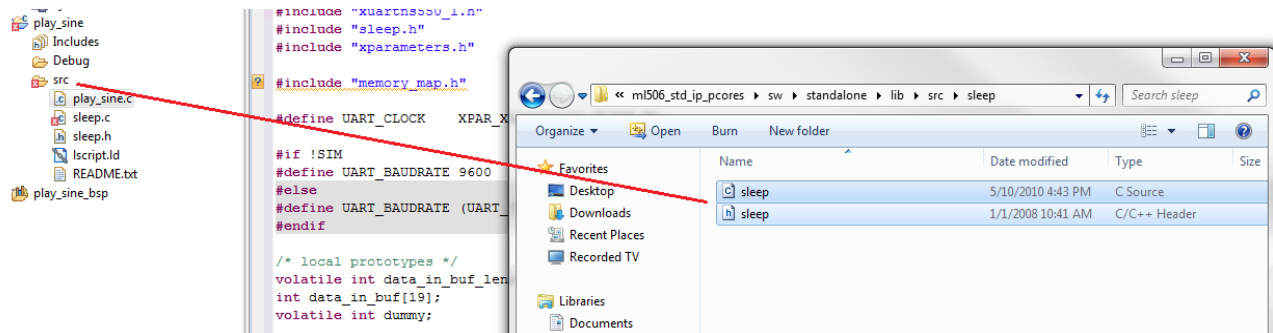 play_sine
Includes
Debug
src
play_sine.c
sleep.c
sleep.h
lscript.ld
README.txt
play_sine_bsp
#include "xuartns550_l.h"
#include "sleep.h"
#include "xparameters.h"
#include "memory_map.h"
#define UART_CLOCK XPAR_X
#if !SIM
#define UART_BAUDRATE 9600
#else
#define UART_BAUDRATE (UART_
#endif
/* local prototypes */
volatile int data_in_buf_len
int data_in_buf[19];
volatile int dummy;
« ml506_std_ip_pcores ▸ sw ▸ standalone ▸ lib ▸ src ▸ sleep
Search sleep
Organize Open Burn New folder
Favorites
Desktop
Downloads
Recent Places
Recorded TV
Libraries
Documents
Name Date modified Type Size
sleep 5/10/2010 4:43 PM C Source
sleep 1/1/2008 10:41 AM C/C++ Header